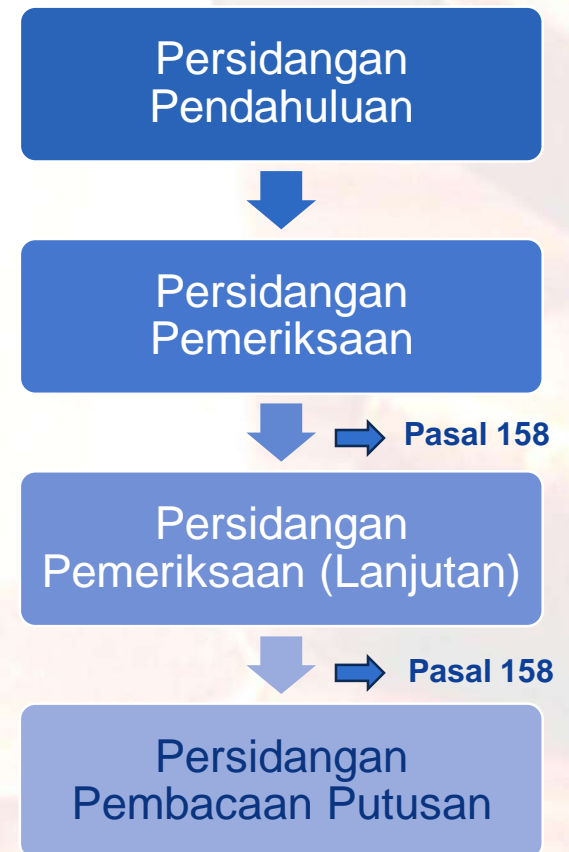 Persidangan
Pendahuluan
Persidangan
Pemeriksaan
Pasal 158
Persidangan
Pemeriksaan (Lanjutan)
Pasal 158
Persidangan
Pembacaan Putusan